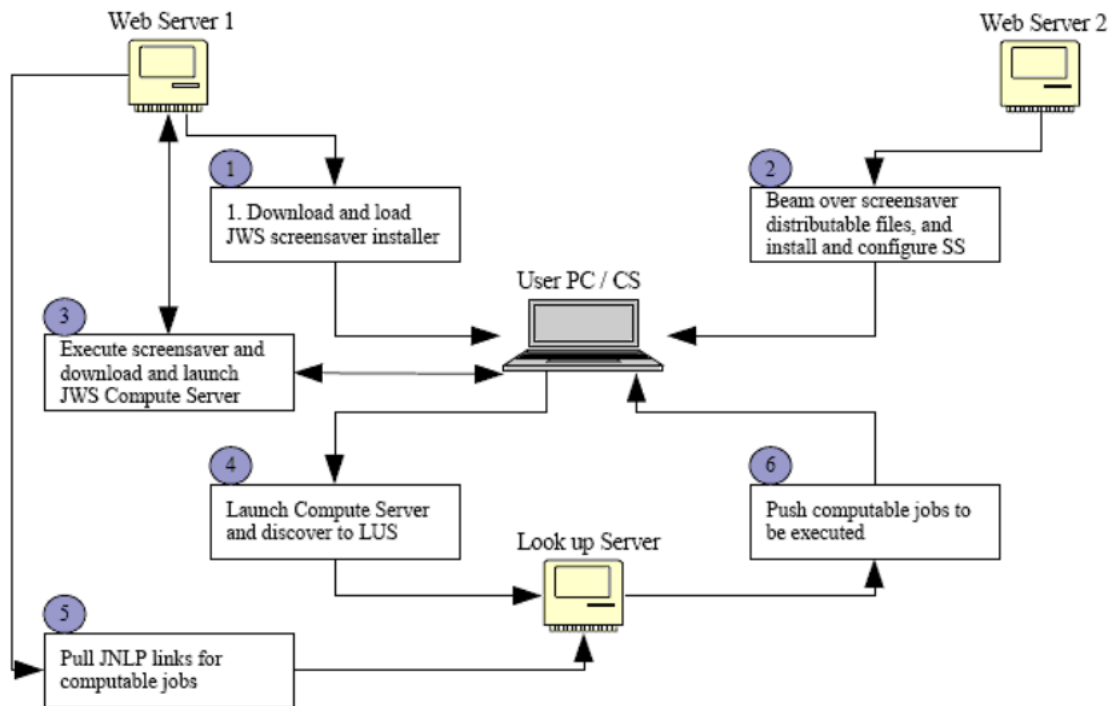 Web Server 1
Web Server 2
1
1. Download and load
JWS screensaver installer
2
Beam over screensaver
distributable files, and
install and configure SS
User PC / CS
3
Execute screensaver and
download and launch
JWS Compute Server
4
Launch Compute Server
and discover to LUS
6
Push computable jobs to
be executed
Look up Server
5
Pull JNLP links for
computable jobs